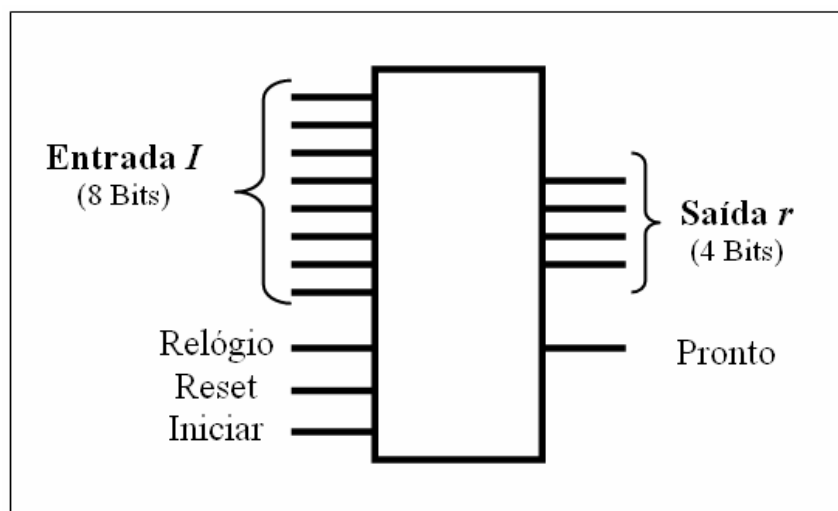 Entrada I
(8 Bits)
Relógio
Reset
Iniciar
Saída r
(4 Bits)
Pronto